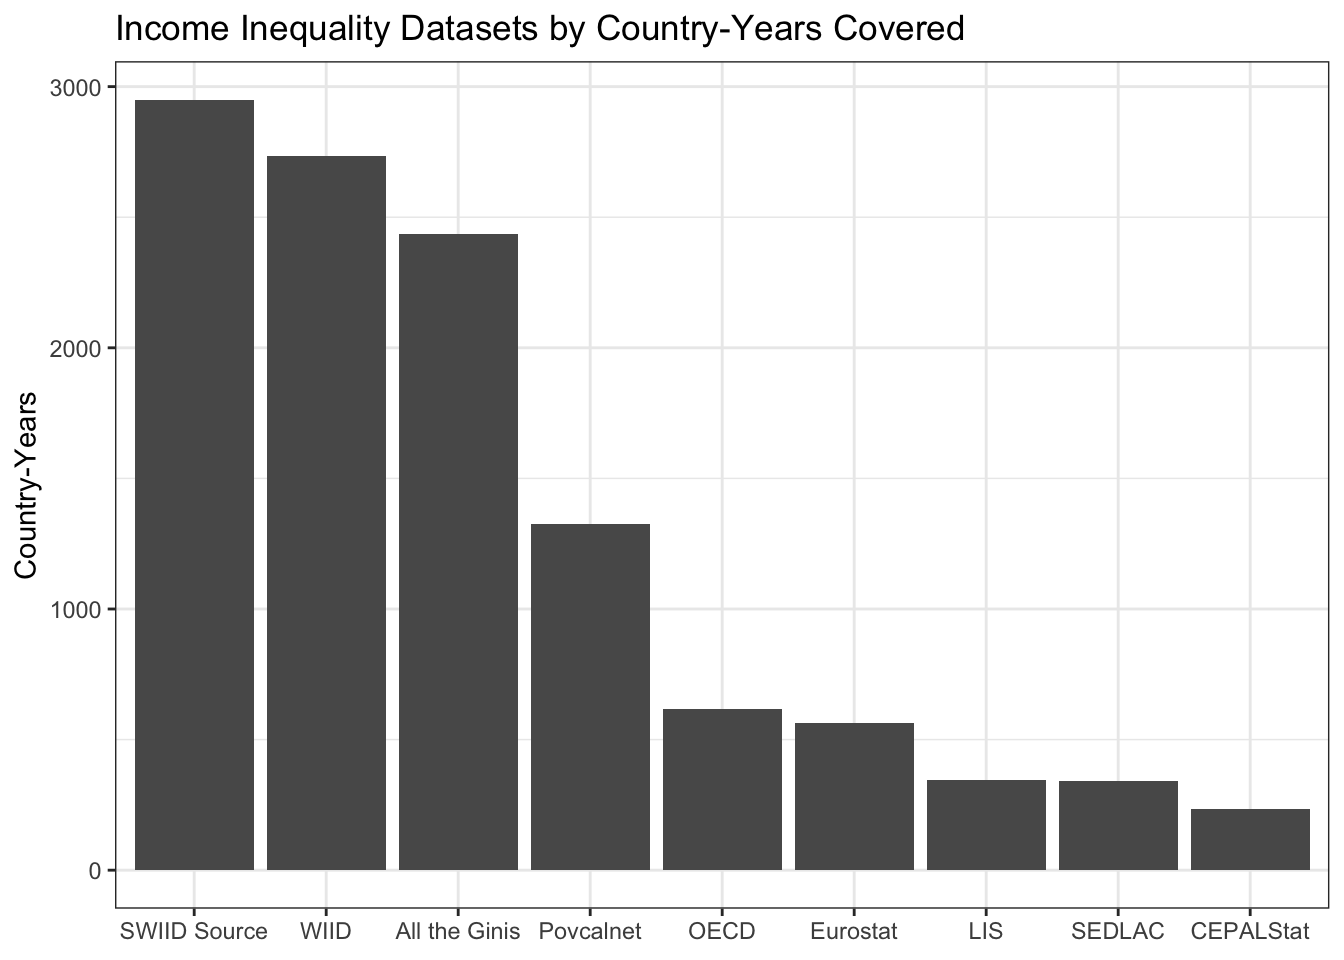 Income Inequality Datasets by Country-Years Covered
Country-Years
3000
2000
1000
0
SWIID Source WIID All the Ginis Povcalnet OECD Eurostat LIS SEDLAC CEPALStat